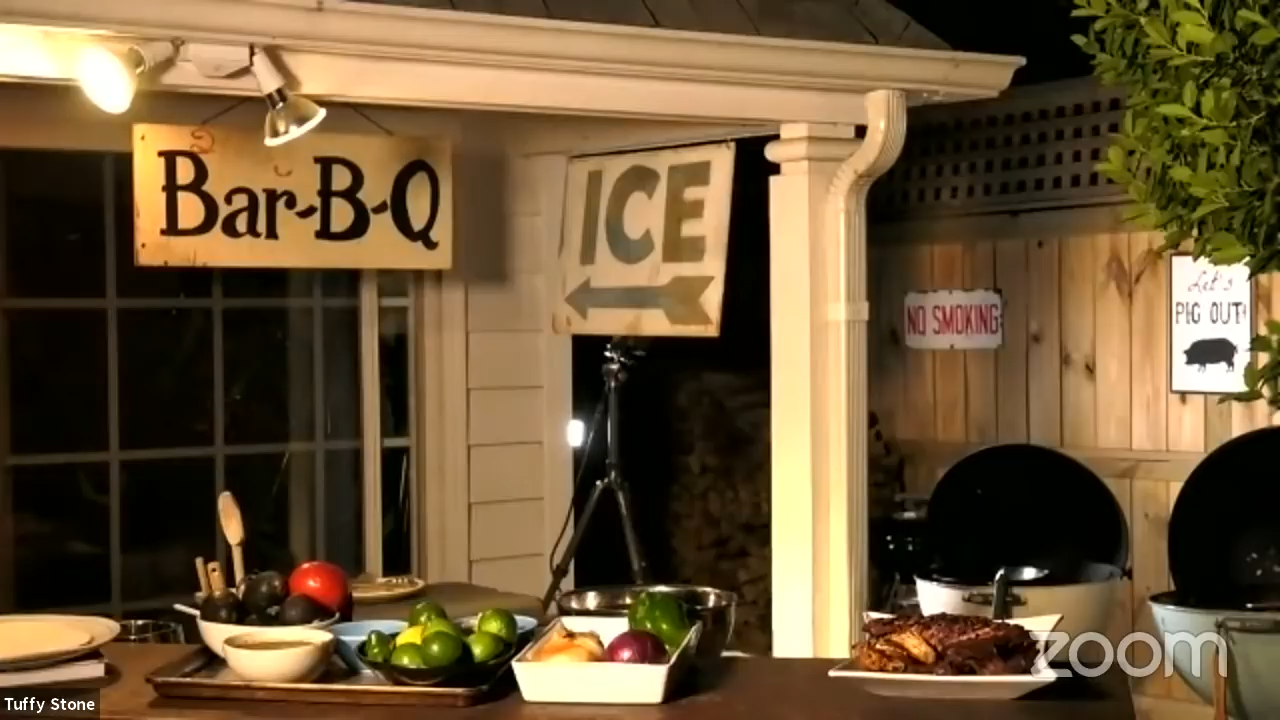 Bar-B-Q
ICE
NO SMOKING
Let's
PIG OUT!
zoom
Tuffy Stone